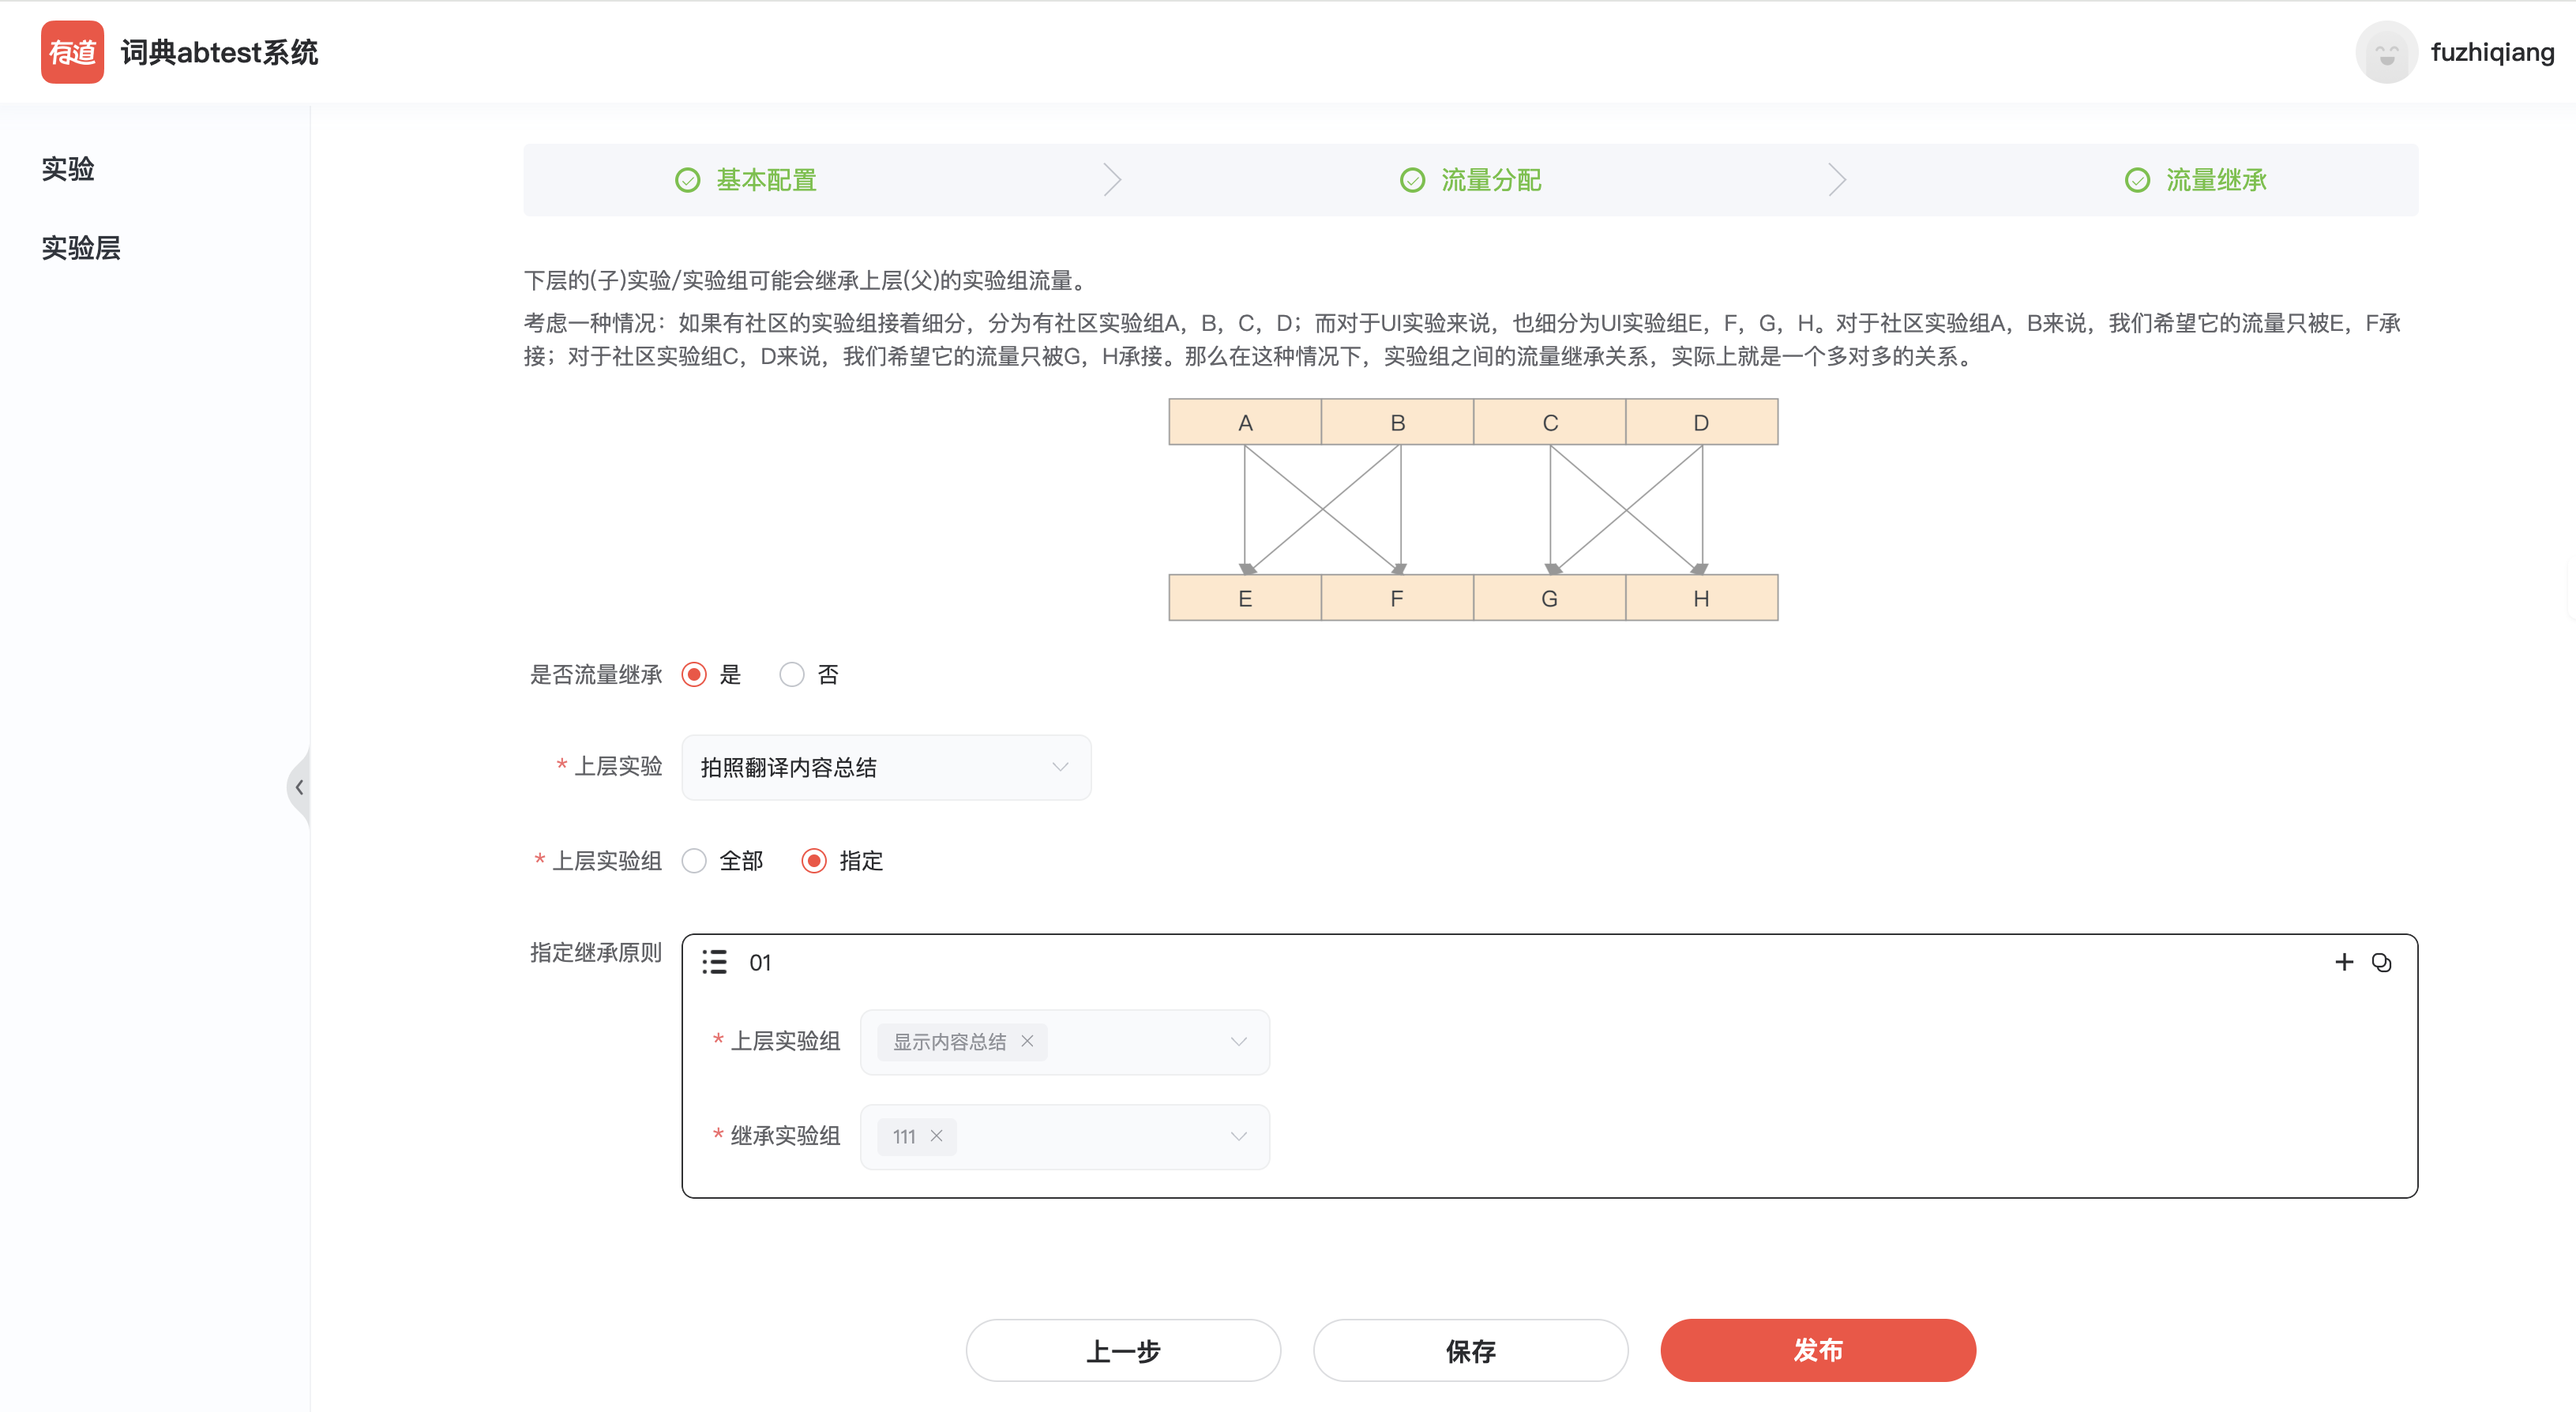 有道 词典abtest系统
fuzhiqiang
实验
实验层
基本配置
流量分配
流量继承
下层的(子)实验/实验组可能会继承上层(父)的实验组流量。
考虑一种情况：如果有社区的实验组接着细分，分为有社区实验组A，B，C，D；而对于UI实验来说，也细分为UI实验组E，F，G，H。对于社区实验组A，B来说，我们希望它的流量只被E，F承
接；对于社区实验组C，D来说，我们希望它的流量只被G，H承接。那么在这种情况下，实验组之间的流量继承关系，实际上就是一个多对多的关系。
A B C D
E F G H
是否流量继承 是 否
* 上层实验 拍照翻译内容总结
* 上层实验组 全部 指定
指定继承原则
01
* 上层实验组 显示内容总结
* 继承实验组 111
上一步 保存 发布